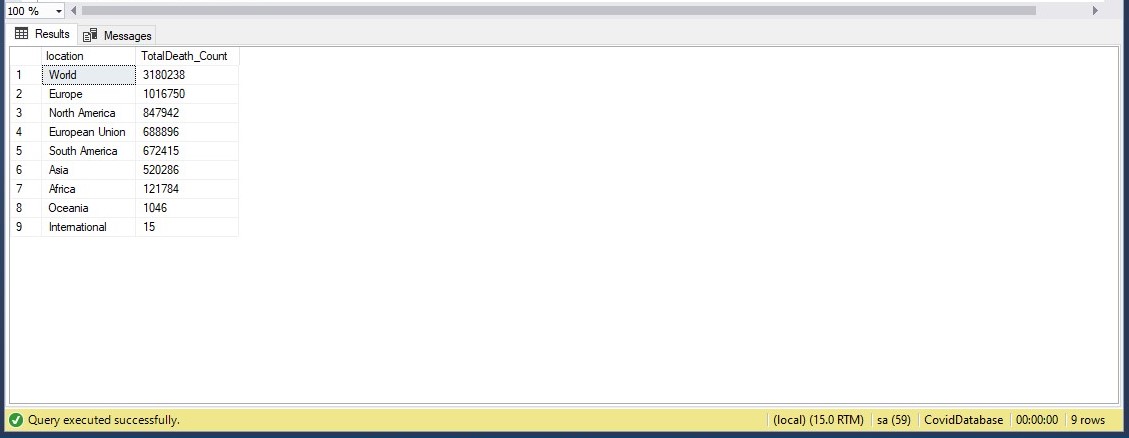 100 %
Results Messages
location TotalDeath_Count
1 World 3180238
2 Europe 1016750
3 North America 847942
4 European Union 688896
5 South America 672415
6 Asia 520286
7 Africa 121784
8 Oceania 1046
9 International 15
Query executed successfully. (local) (15.0 RTM) sa (59) CovidDatabase 00:00:00 9 rows